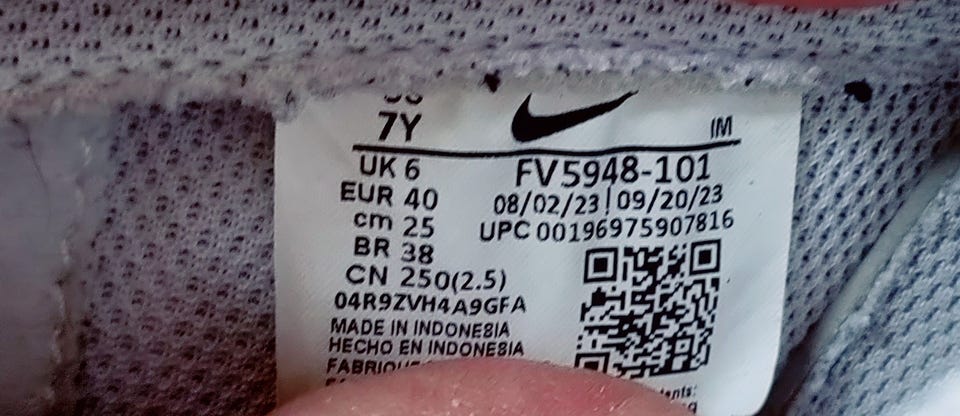 7Y
IM
UK 6
EUR 40
cm 25
BR 38
CN 250(2.5)
FV5948-101
08/02/23|09/20/23
UPC 00196975907816
04R9ZVH4A9GFA
MADE IN INDONESIA
HECHO EN INDONESIA